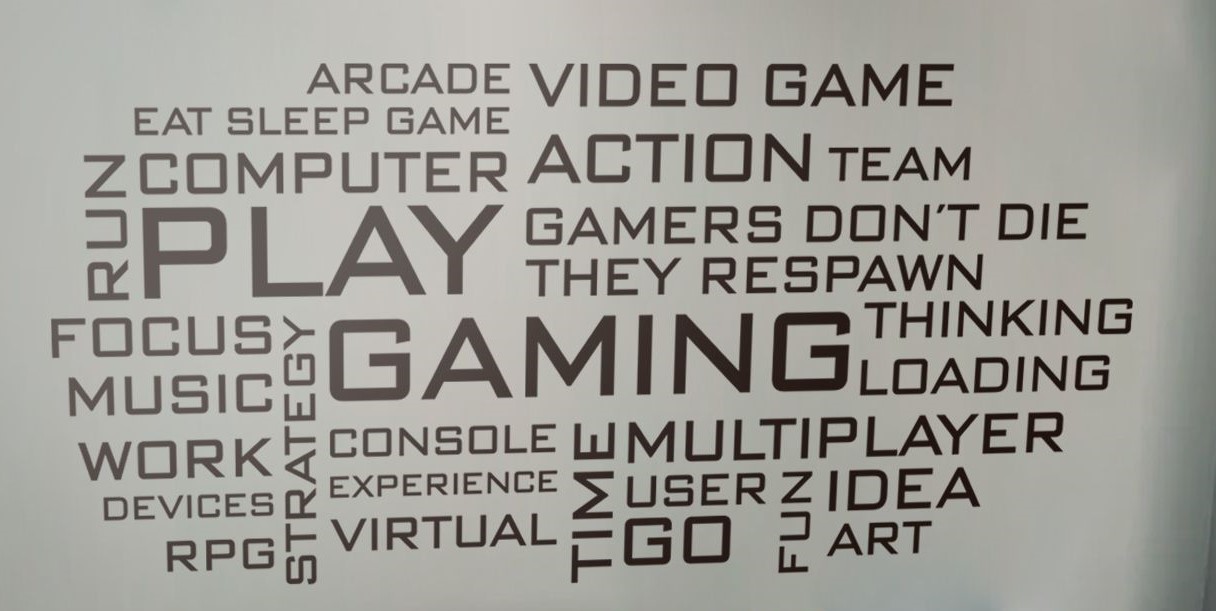 ARCADE
VIDEO GAME
EAT SLEEP GAME
RUN
COMPUTER
ACTION
TEAM
PLAY
GAMERS DON'T DIE
THEY RESPAWN
FOCUS
STRATEGY
GAMING
THINKING
MUSIC
LOADING
WORK
CONSOLE
TIME
MULTIPLAYER
DEVICES
EXPERIENCE
USER
FUN
IDEA
RPG
VIRTUAL
GO
ART